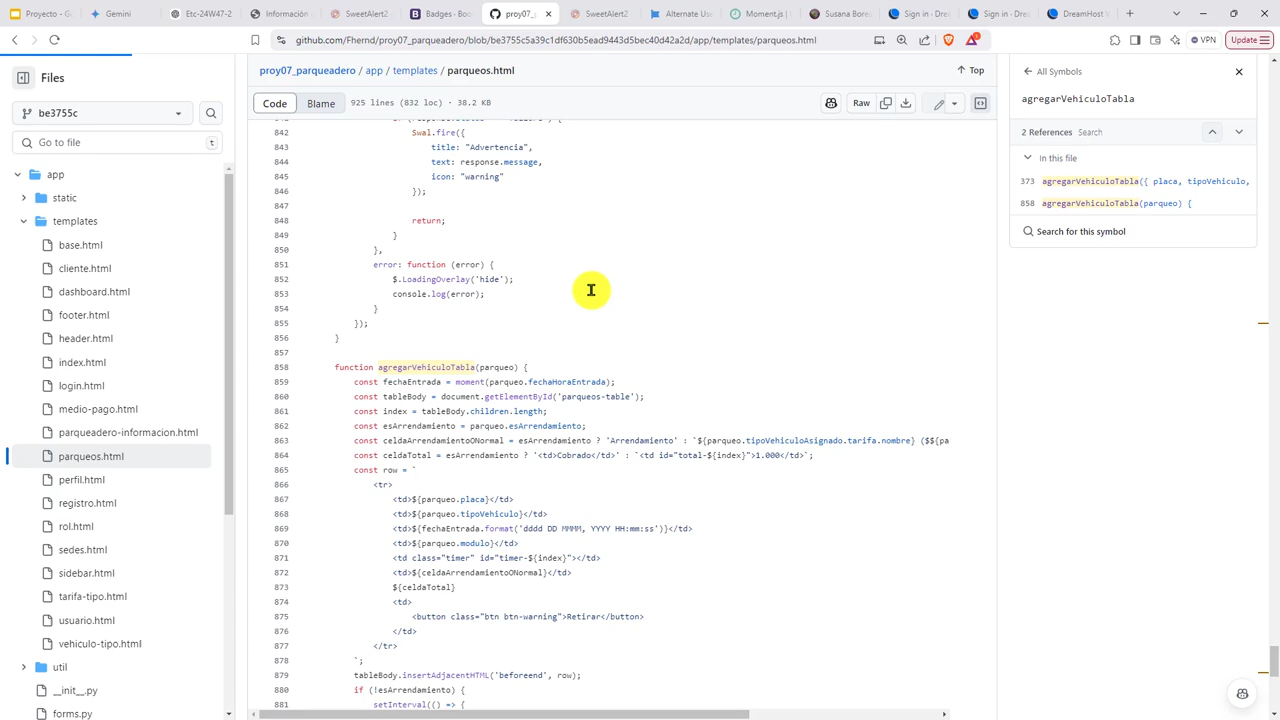 Proyecto - G
Gemini
Etc-24W47-2
Información
SweetAlert2
Badges - Boo
proy07_
SweetAlert2
Alternate Use
Moment.js |
Susana Bore
Sign in - Drea
Sign in - Drea
DreamHost V
github.com/Fhernd/proy07_parqueadero/blob/be3755c5a39c1df630b5ead9443d5bec40d42a2d/app/templates/parqueos.html
VPN
Update
Files
proy07_parqueadero / app / templates / parqueos.html
Top
All Symbols
be3755c
Code
Blame
925 lines (832 loc) · 38.2 KB
Raw
agregarVehiculoTabla
Go to file
t
2 References Search
In this file
373 agregarVehiculoTabla({ placa, tipoVehiculo,
858 agregarVehiculoTabla(parqueo) {
Search for this symbol
app
static
templates
base.html
cliente.html
dashboard.html
footer.html
header.html
index.html
login.html
medio-pago.html
parqueadero-informacion.html
parqueos.html
perfil.html
registro.html
rol.html
sedes.html
sidebar.html
tarifa-tipo.html
usuario.html
vehiculo-tipo.html
util
__init__.py
forms.py
842 Swal.fire({
843 title: "Advertencia",
844 text: response.message,
845 icon: "warning"
846 });
847
848 return;
849 }
850 },
851 error: function (error) {
852 $.LoadingOverlay('hide');
853 console.log(error);
854 }
855 });
856 }
857
858 function agregarVehiculoTabla(parqueo) {
859 const fechaEntrada = moment(parqueo.fechaHoraEntrada);
860 const tableBody = document.getElementById('parqueos-table');
861 const index = tableBody.children.length;
862 const esArrendamiento = parqueo.esArrendamiento;
863 const celdaArrendamientoONormal = esArrendamiento ? 'Arrendamiento' : `${parqueo.tipoVehiculoAsignado.tarifa.nombre} ($${pa
864 const celdaTotal = esArrendamiento ? '<td>Cobrado</td>' : `<td id="total-${index}">1.000</td>`;
865 const row = `
866 <tr>
867 <td>${parqueo.placa}</td>
868 <td>${parqueo.tipoVehiculo}</td>
869 <td>${fechaEntrada.format('dddd DD MMMM, YYYY HH:mm:ss')}</td>
870 <td>${parqueo.modulo}</td>
871 <td class="timer" id="timer-${index}"></td>
872 <td>${celdaArrendamientoONormal}</td>
873 ${celdaTotal}
874 <td>
875 <button class="btn btn-warning">Retirar</button>
876 </td>
877 </tr>
878 `;
879 tableBody.insertAdjacentHTML('beforeend', row);
880 if (!esArrendamiento) {
881 setInterval(() => {